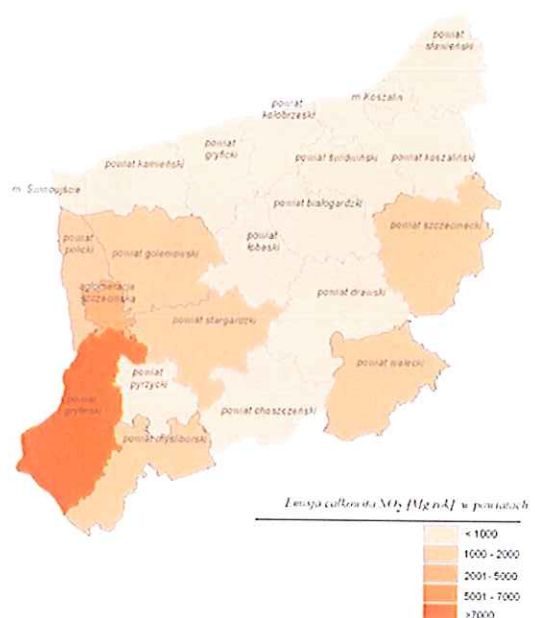 powiat
sławieński
m.Koszalin
powiat
kołobrzeski
powiat
gryficki
powiat kamieński
powiat świdwiński
powiat koszaliński
m. Świnoujście
powiat białogardzki
powiat szczecinecki
powiat
policki
powiat goleniowski
powiat
łobeski
aglomeracja
szczecińska
powiat drawski
powiat stargardzki
powiat
pyrzycki
powiat wałecki
powiat
gryfiński
powiat choszczeński
powiat myśliborski
Emisja całkowita NO2 [Mg/rok] w powiatach
< 1000
1000 - 2000
2001- 5000
5001 - 7000
>7000